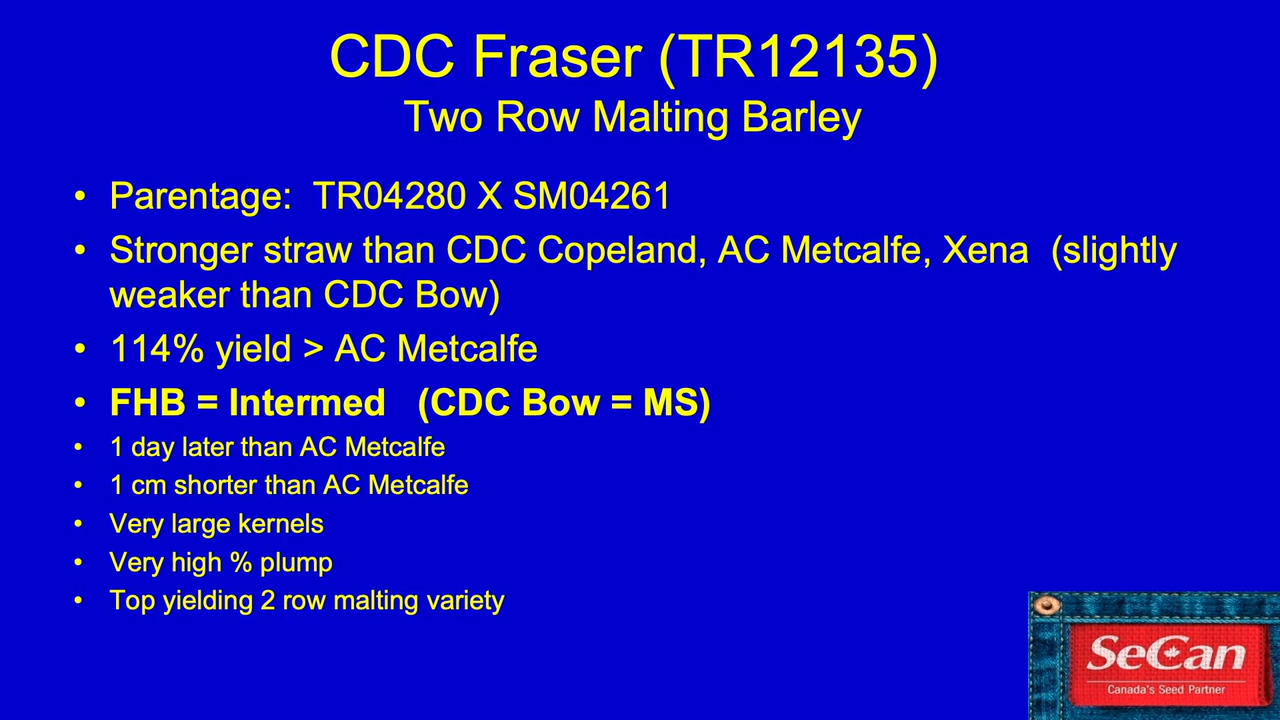 CDC Fraser (TR12135)
Two Row Malting Barley
• Parentage:  TR04280 X SM04261
• Stronger straw than CDC Copeland, AC Metcalfe, Xena  (slightly
weaker than CDC Bow)
• 114% yield > AC Metcalfe
• FHB = Intermed   (CDC Bow = MS)
• 1 day later than AC Metcalfe
• 1 cm shorter than AC Metcalfe
• Very large kernels
• Very high % plump
• Top yielding 2 row malting variety
SeCan
Canada's Seed Partner